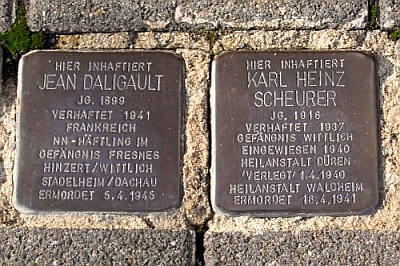 HIER INHAFTIERT
JEAN DALIGAULT
JG. 1899
VERHAFTET 1941
FRANKREICH
NN-HÄFTLING IM
GEFÄNGNIS FRESNES
HINZERT/WITTLICH
STADELHEIM/DACHAU
ERMORDET 5.4.1945
HIER INHAFTIERT
KARL HEINZ
SCHEURER
JG. 1916
VERHAFTET 1937
GEFÄNGNIS WITTLICH
EINGEWIESEN 1940
HEILANSTALT DÜREN
'VERLEGT' 1.4.1940
HEILANSTALT WALDHEIM
ERMORDET 16.4.1941